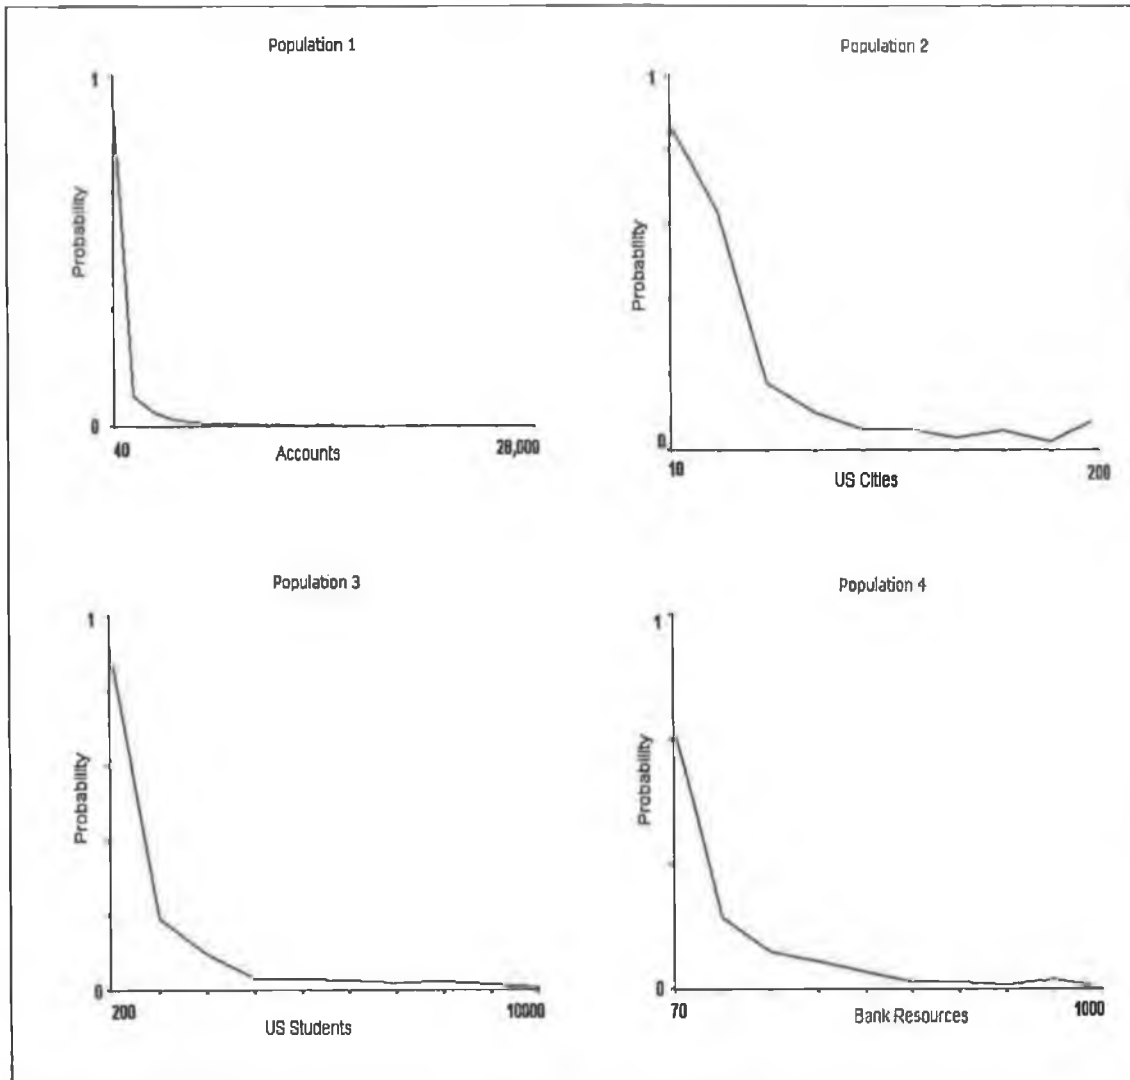 Population 1
1
Probability
0
40
28,000
Accounts
Population 2
1
Probability
0
10
200
US Cities
Population 3
1
Probability
0
200
10000
US Students
Population 4
1
Probability
0
70
1000
Bank Resources